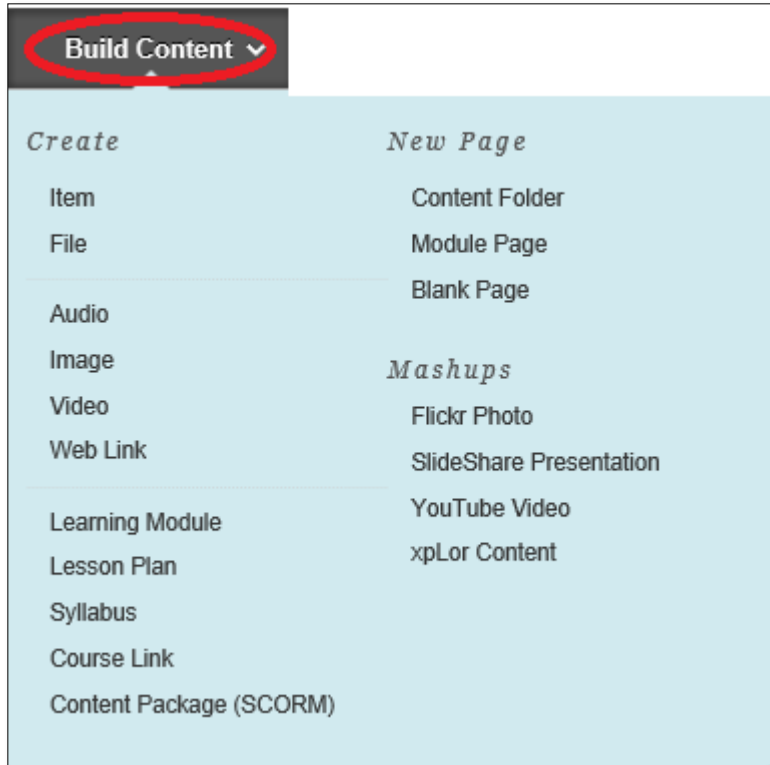 Build Content
Create
Item
File
Audio
Image
Video
Web Link
Learning Module
Lesson Plan
Syllabus
Course Link
Content Package (SCORM)
New Page
Content Folder
Module Page
Blank Page
Mashups
Flickr Photo
SlideShare Presentation
YouTube Video
xpLor Content